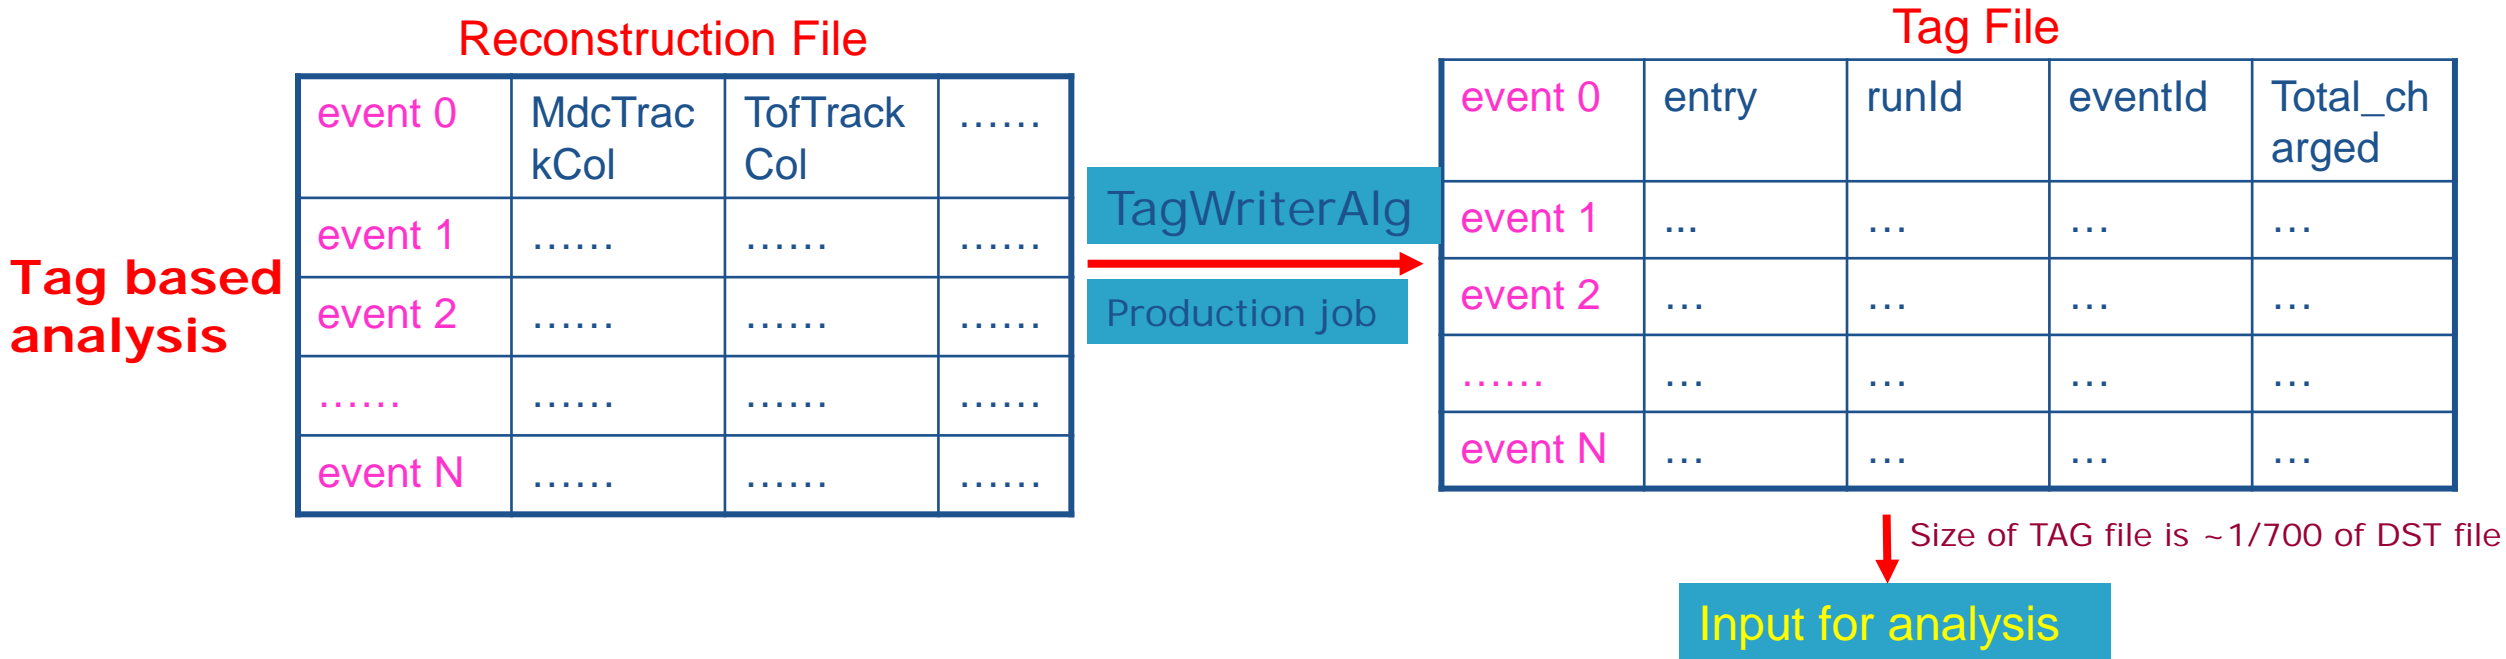 Reconstruction File
Tag File
Tag based
analysis
event 0
MdcTrac
kCol
TofTrack
Col
......
event 1
......
......
......
event 2
......
......
......
......
......
......
......
event N
......
......
......
TagWriterAlg
Production job
event 0
entry
runId
eventId
Total_ch
arged
event 1
...
...
...
...
event 2
...
...
...
...
......
...
...
...
...
event N
...
...
...
...
Size of TAG file is ~1/700 of DST file
Input for analysis